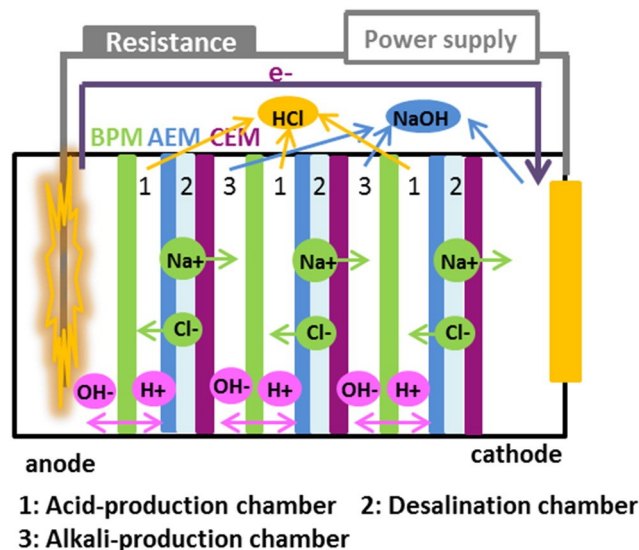 Resistance
Power supply
e-
HCl
NaOH
BPM AEM CEM
1 2 3 1 2 3 1 2
Na+ Na+ Na+
Cl- Cl- Cl-
OH- H+ OH- H+ OH- H+
anode
cathode
1: Acid-production chamber 2: Desalination chamber
3: Alkali-production chamber